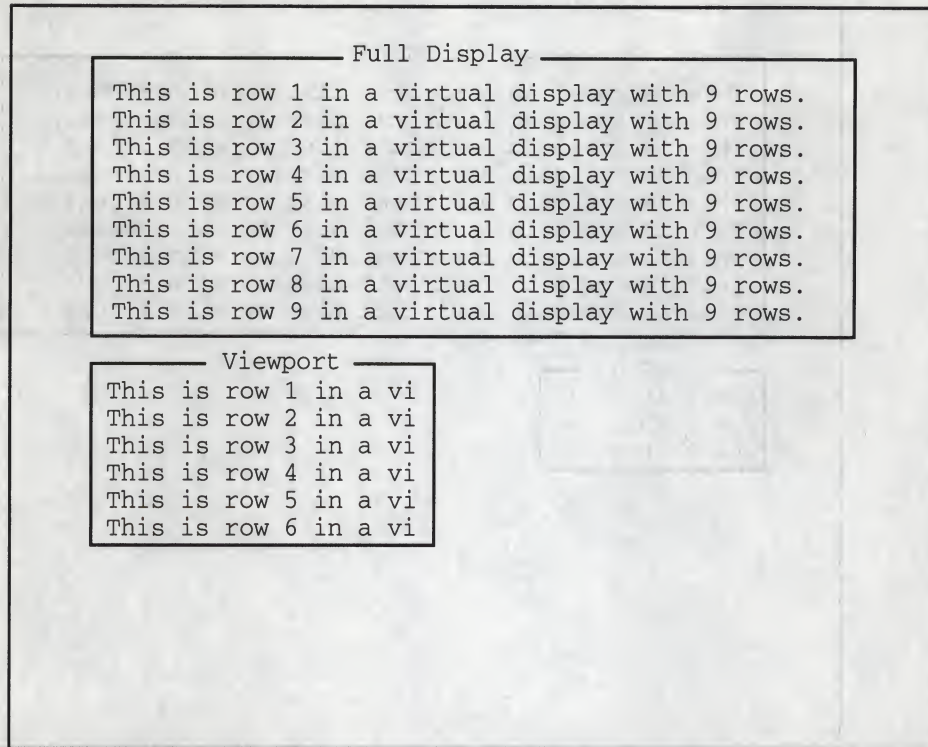 Full Display
This is row 1 in a virtual display with 9 rows.
This is row 2 in a virtual display with 9 rows.
This is row 3 in a virtual display with 9 rows.
This is row 4 in a virtual display with 9 rows.
This is row 5 in a virtual display with 9 rows.
This is row 6 in a virtual display with 9 rows.
This is row 7 in a virtual display with 9 rows.
This is row 8 in a virtual display with 9 rows.
This is row 9 in a virtual display with 9 rows.
Viewport
This is row 1 in a vi
This is row 2 in a vi
This is row 3 in a vi
This is row 4 in a vi
This is row 5 in a vi
This is row 6 in a vi